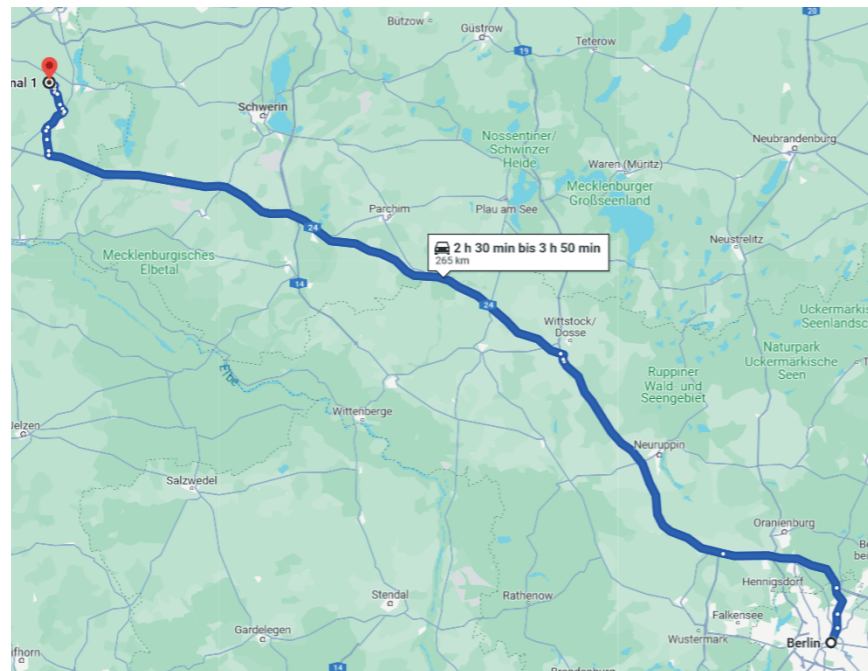 Bützow
Güstrow
19
20
Teterow
nal 1
Schwerin
Nossentiner/
Schwinzer
Heide
Neubrandenburg
Waren (Müritz)
Mecklenburger
Großseenland
Parchim
Plau am See
24
2 h 30 min bis 3 h 50 min
265 km
Neustrelitz
Mecklenburgisches
Elbetal
14
24
Wittstock/
Dosse
Uckermärkis
Seenlandsc
Naturpark
Uckermärkische
Seen
Ruppiner
Wald- und
Seengebiet
Elbe
Wittenberge
Jelzen
Neuruppin
Salzwedel
Oranienburg
Hennigsdorf
Stendal
Rathenow
Falkensee
Gardelegen
Wustermark
Berlin
14
Brandenburg